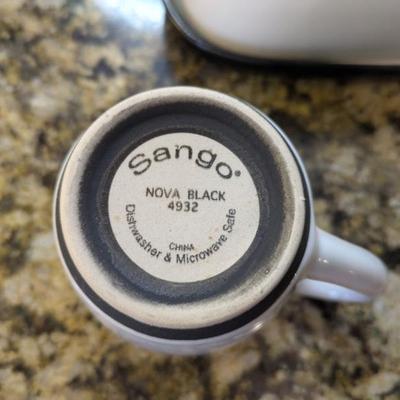 Sango®
NOVA BLACK
4932
CHINA
Dishwasher & Microwave Safe